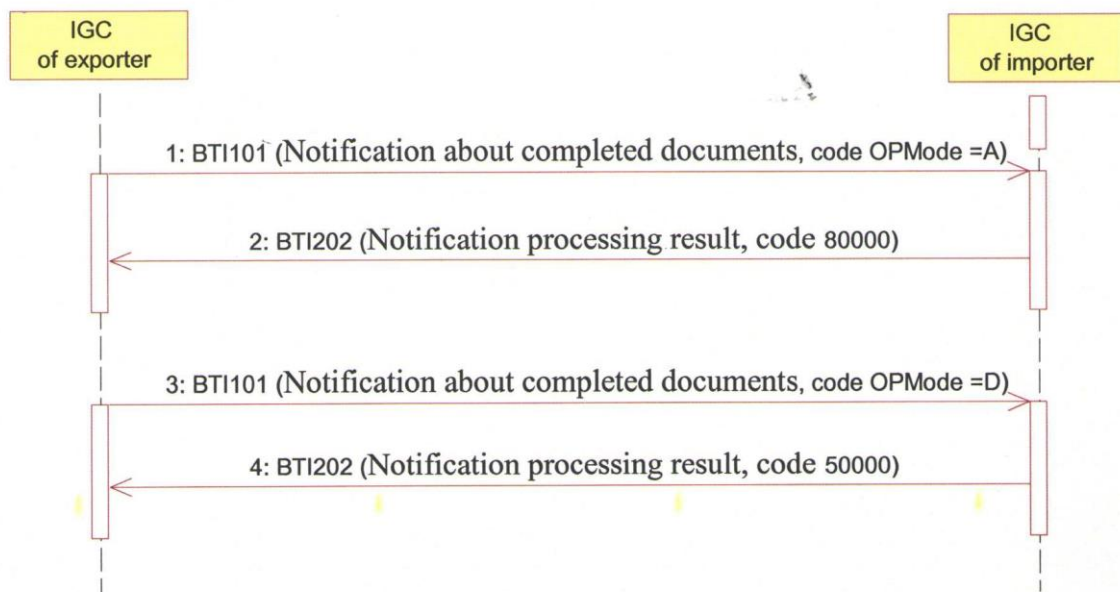 IGC
of exporter
IGC
of importer
1: BTI101 (Notification about completed documents, code OPMode =A)
2: BTI202 (Notification processing result, code 80000)
3: BTI101 (Notification about completed documents, code OPMode =D)
4: BTI202 (Notification processing result, code 50000)